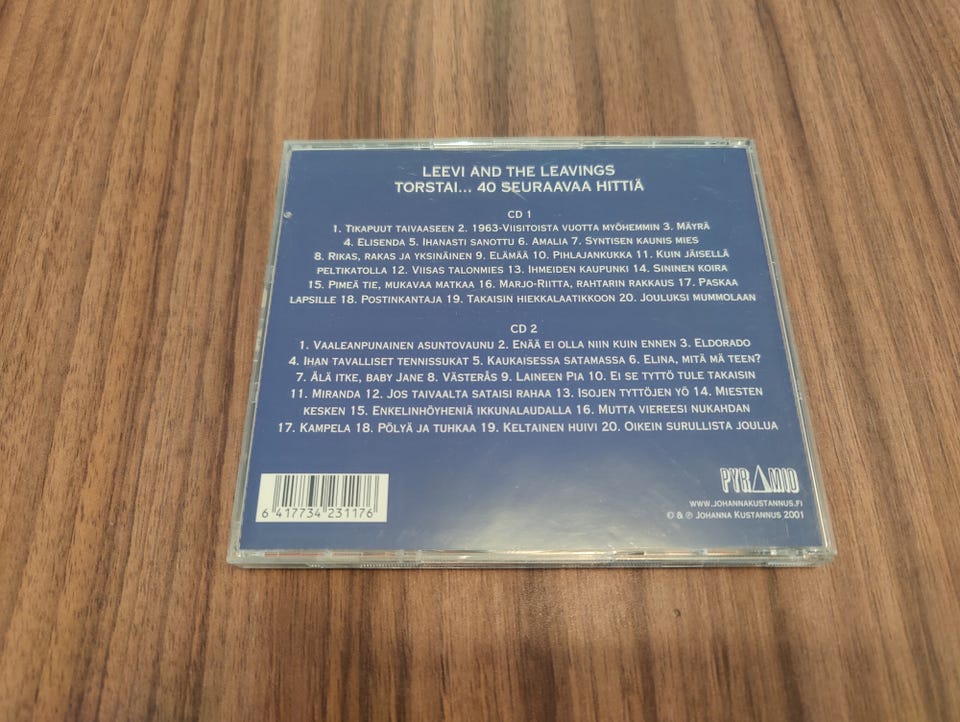 LEEVI AND THE LEAVINGS
TORSTAI... 40 SEURAAVAA HITTIÄ
CD 1
1. TIKAPUUT TAIVAASEEN 2. 1963-VIISITOISTA VUOTTA MYÖHEMMIN 3. MÄYRÄ
4. ELISENDA 5. IHANASTI SANOTTU 6. AMALIA 7. SYNTISEN KAUNIS MIES
8. RIKAS, RAKAS JA YKSINÄINEN 9. ELÄMÄÄ 10. PIHLAJANKUKKA 11. KUIN JÄISELLÄ
PELTIKATOLLA 12. VIISAS TALONMIES 13. IHMEIDEN KAUPUNKI 14. SININEN KOIRA
15. PIMEÄ TIE, MUKAVAA MATKAA 16. MARJO-RIITTA, RAHTARIN RAKKAUS 17. PASKAA
LAPSILLE 18. POSTINKANTAJA 19. TAKAISIN HIEKKALAATIKKOON 20. JOULUKSI MUMMOLAAN
CD 2
1. VAALEANPUNAINEN ASUNTOVAUNU 2. ENÄÄ EI OLLA NIIN KUIN ENNEN 3. ELDORADO
4. IHAN TAVALLISET TENNISSUKAT 5. KAUKAISESSA SATAMASSA 6. ELINA, MITÄ MÄ TEEN?
7. ÄLÄ ITKE, BABY JANE 8. VÄSTERÅS 9. LAINEEN PIA 10. EI SE TYTTÖ TULE TAKAISIN
11. MIRANDA 12. JOS TAIVAALTA SATAISI RAHAA 13. ISOJEN TYTTÖJEN YÖ 14. MIESTEN
KESKEN 15. ENKELINHÖYHENIÄ IKKUNALAUDALLA 16. MUTTA VIEREESI NUKAHDAN
17. KAMPELA 18. PÖLYÄ JA TUHKAA 19. KELTAINEN HUIVI 20. OIKEIN SURULLISTA JOULUA
6 417734 231176
PYRAMID
WWW.JOHANNAKUSTANNUS.FI
© & ℗ JOHANNA KUSTANNUS 2001